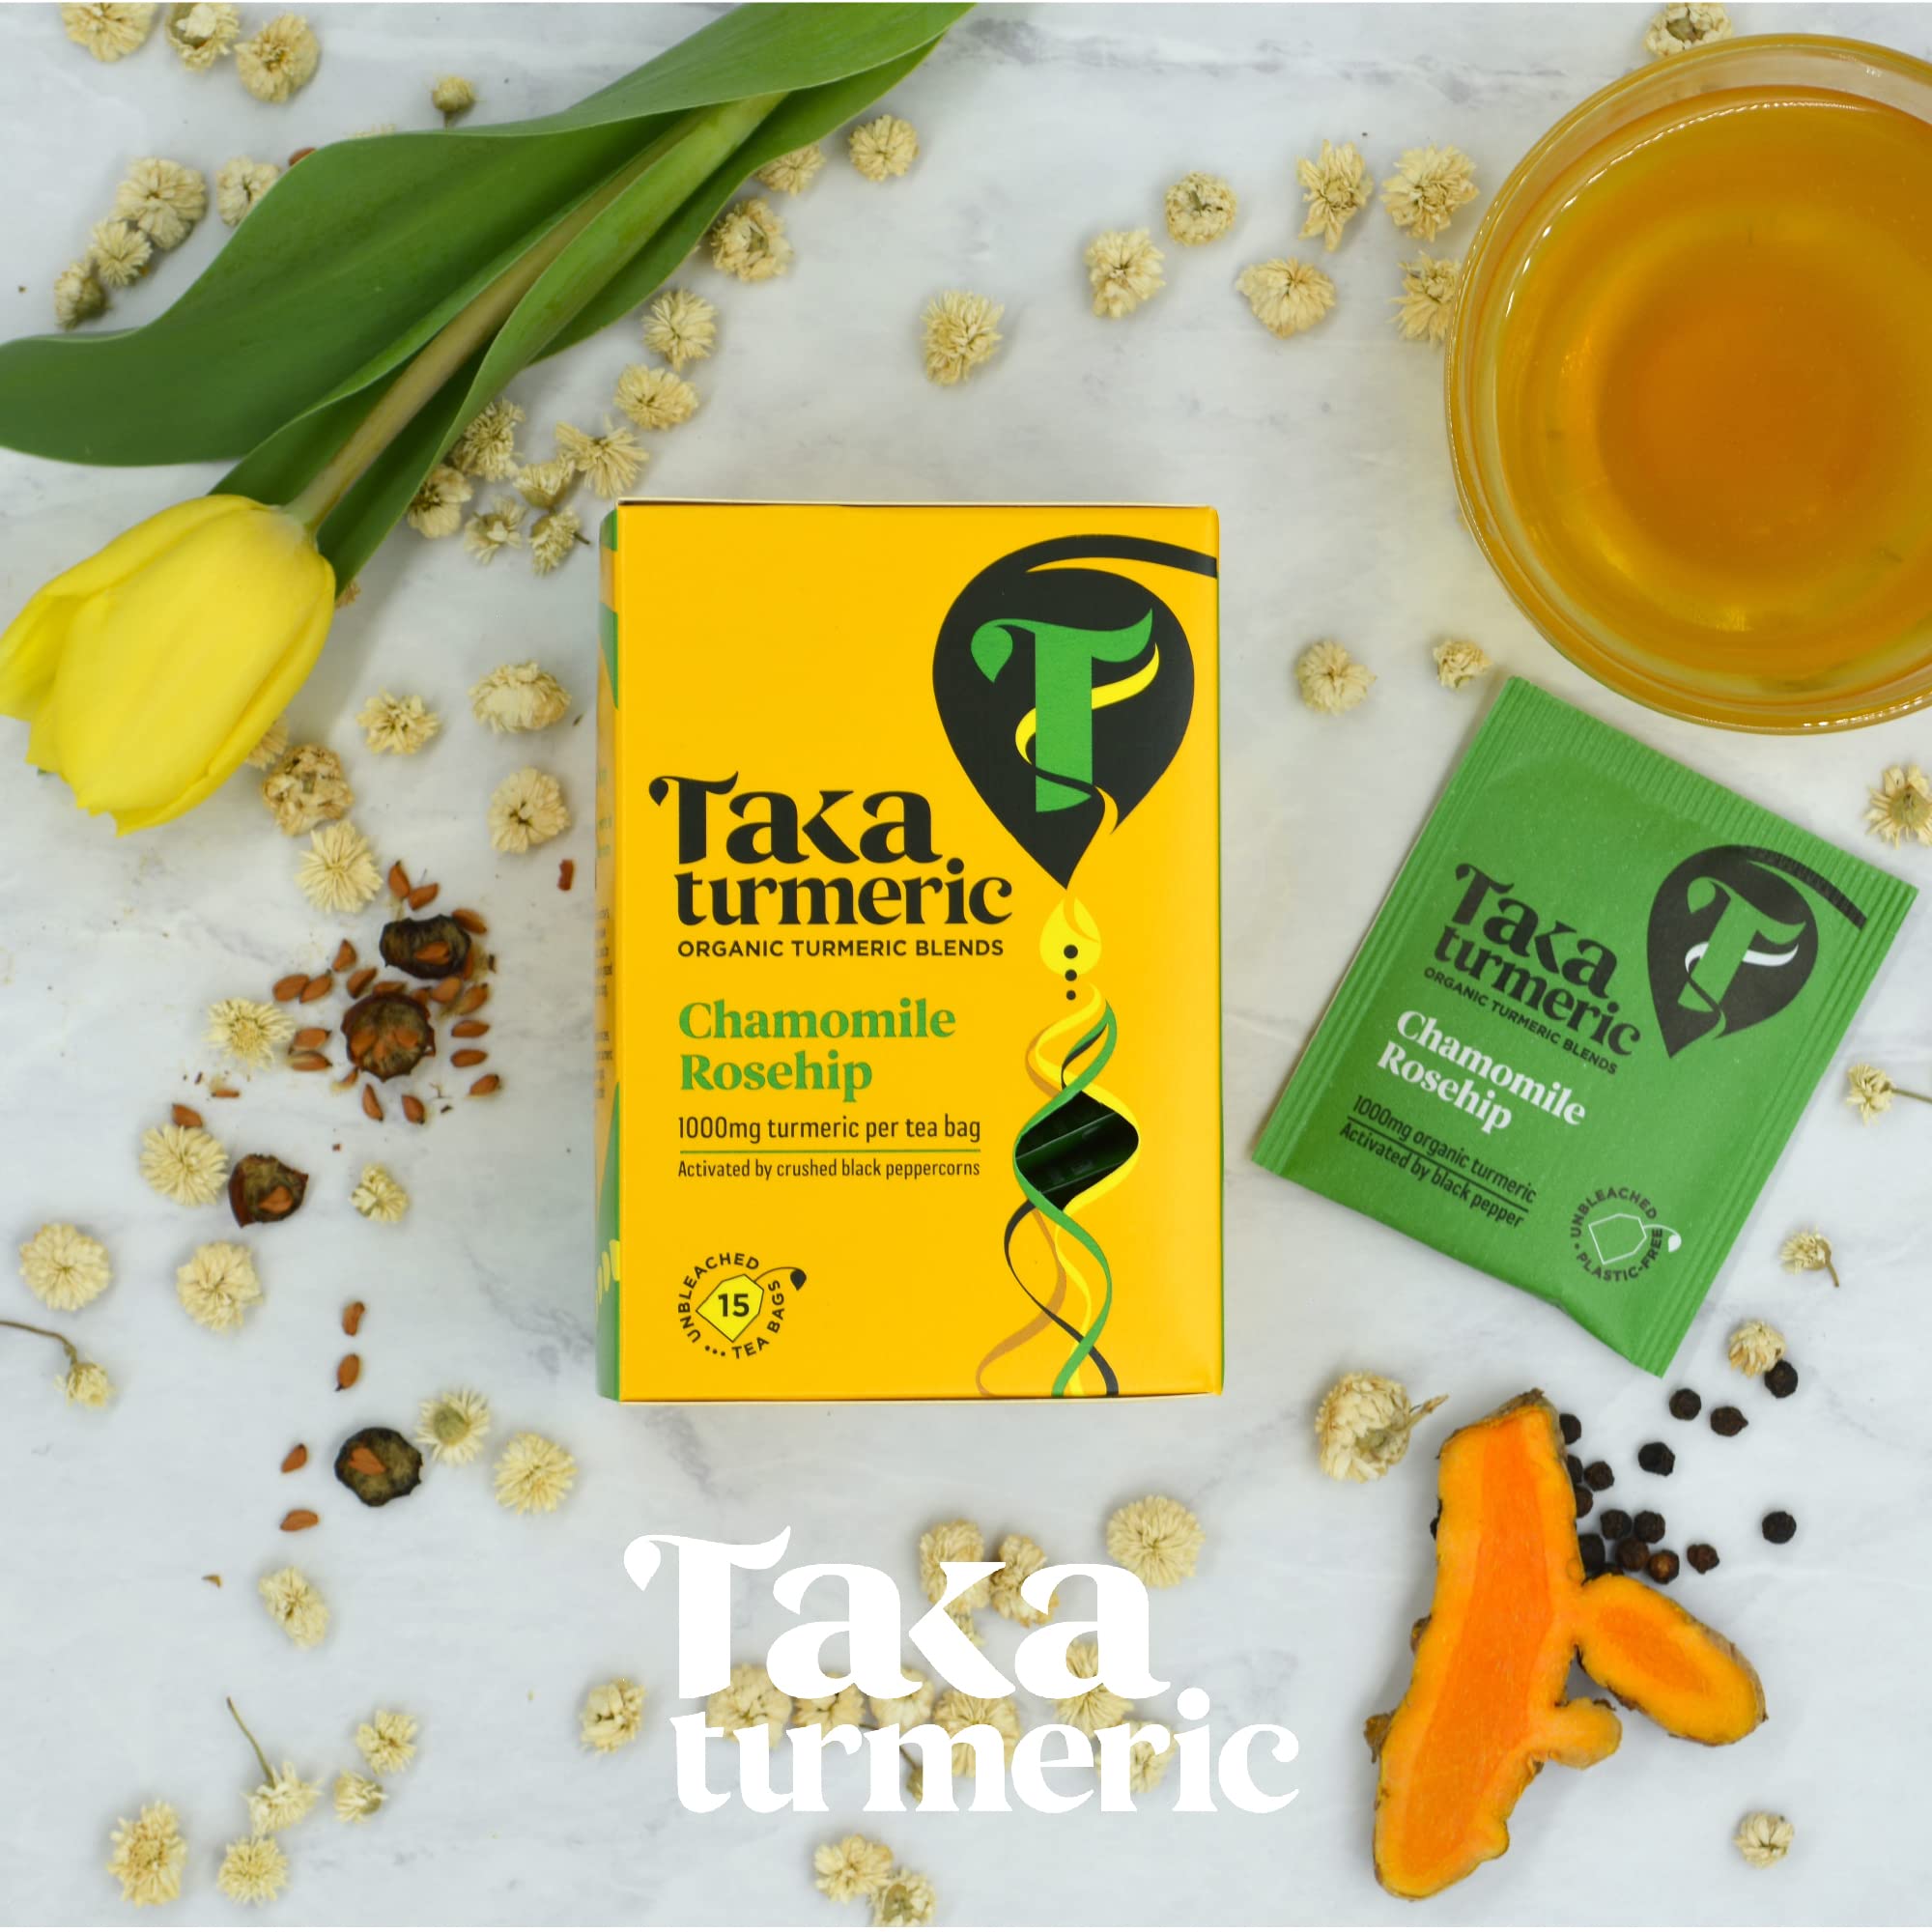 T
Taka
turmeric
ORGANIC TURMERIC BLENDS
Chamomile
Rosehip
1000mg turmeric per tea bag
Activated by crushed black peppercorns
UNBLEACHED
15
TEA BAGS
T
Taka
turmeric
ORGANIC TURMERIC BLENDS
Chamomile
Rosehip
1000mg organic turmeric
Activated by black pepper
UNBLEACHED
PLASTIC-FREE
Taka
turmeric